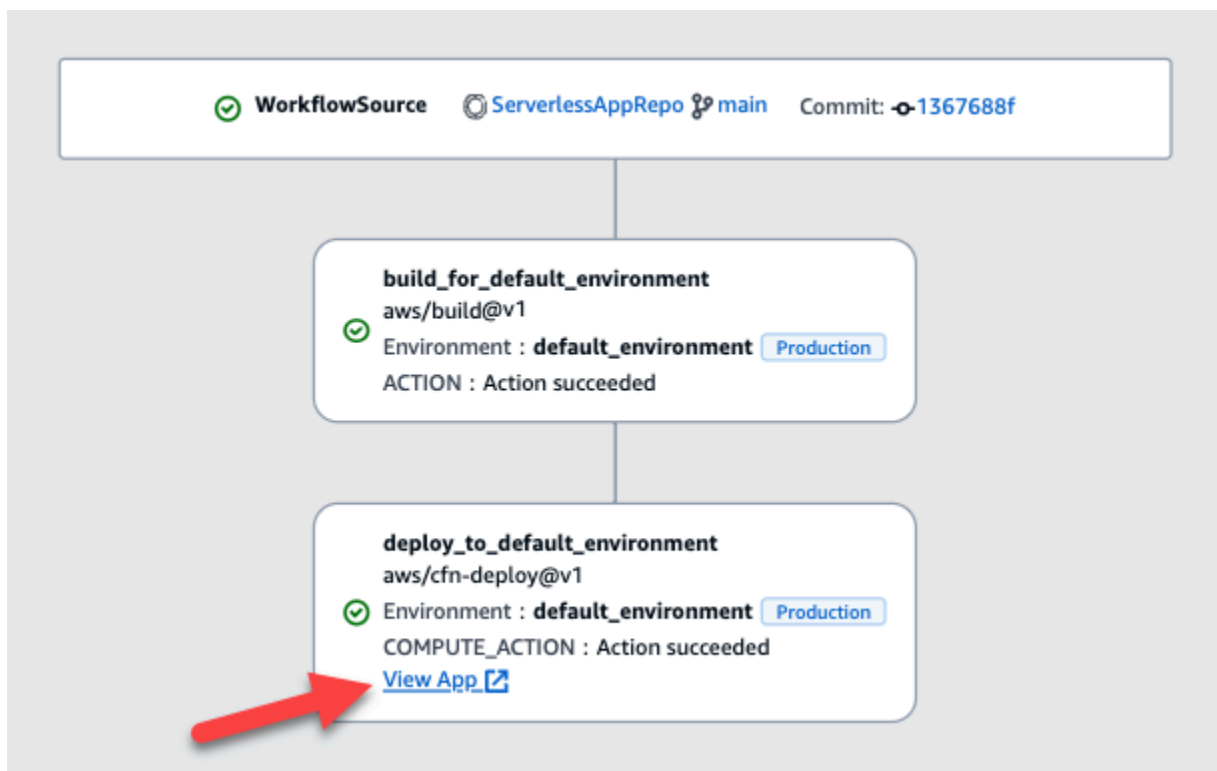 WorkflowSource ServerlessAppRepo main Commit: 1367688f
build_for_default_environment
aws/build@v1
Environment : default_environment Production
ACTION : Action succeeded
deploy_to_default_environment
aws/cfn-deploy@v1
Environment : default_environment Production
COMPUTE_ACTION : Action succeeded
View App